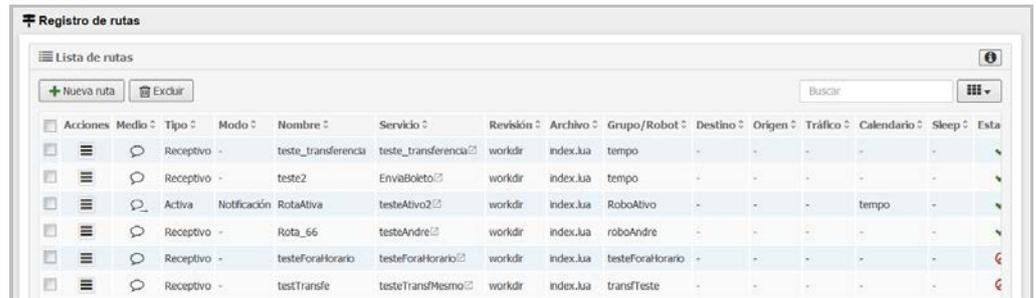 Registro de rutas
Lista de rutas
Nueva ruta Excluir Buscar
Acciones Medio Tipo Modo Nombre Servicio Revisión Archivo Grupo/Robot Destino Origen Tráfico Calendario Sleep Esta
Receptivo - teste_transferencia teste_transferencia workdir index.lua tempo - - - - -
Receptivo - teste2 EnviaBoleto workdir index.lua tempo - - - - -
Activa Notificación RotaAtiva testeAtivo2 workdir index.lua RoboAtivo - - - tempo -
Receptivo - Rota_66 testeAndre workdir index.lua roboAndre - - - - -
Receptivo - testeForaHorario testeForaHorario workdir index.lua testeForaHorario - - - - -
Receptivo - testTransfe testeTransfMesmo workdir index.lua transfTeste - - - - -